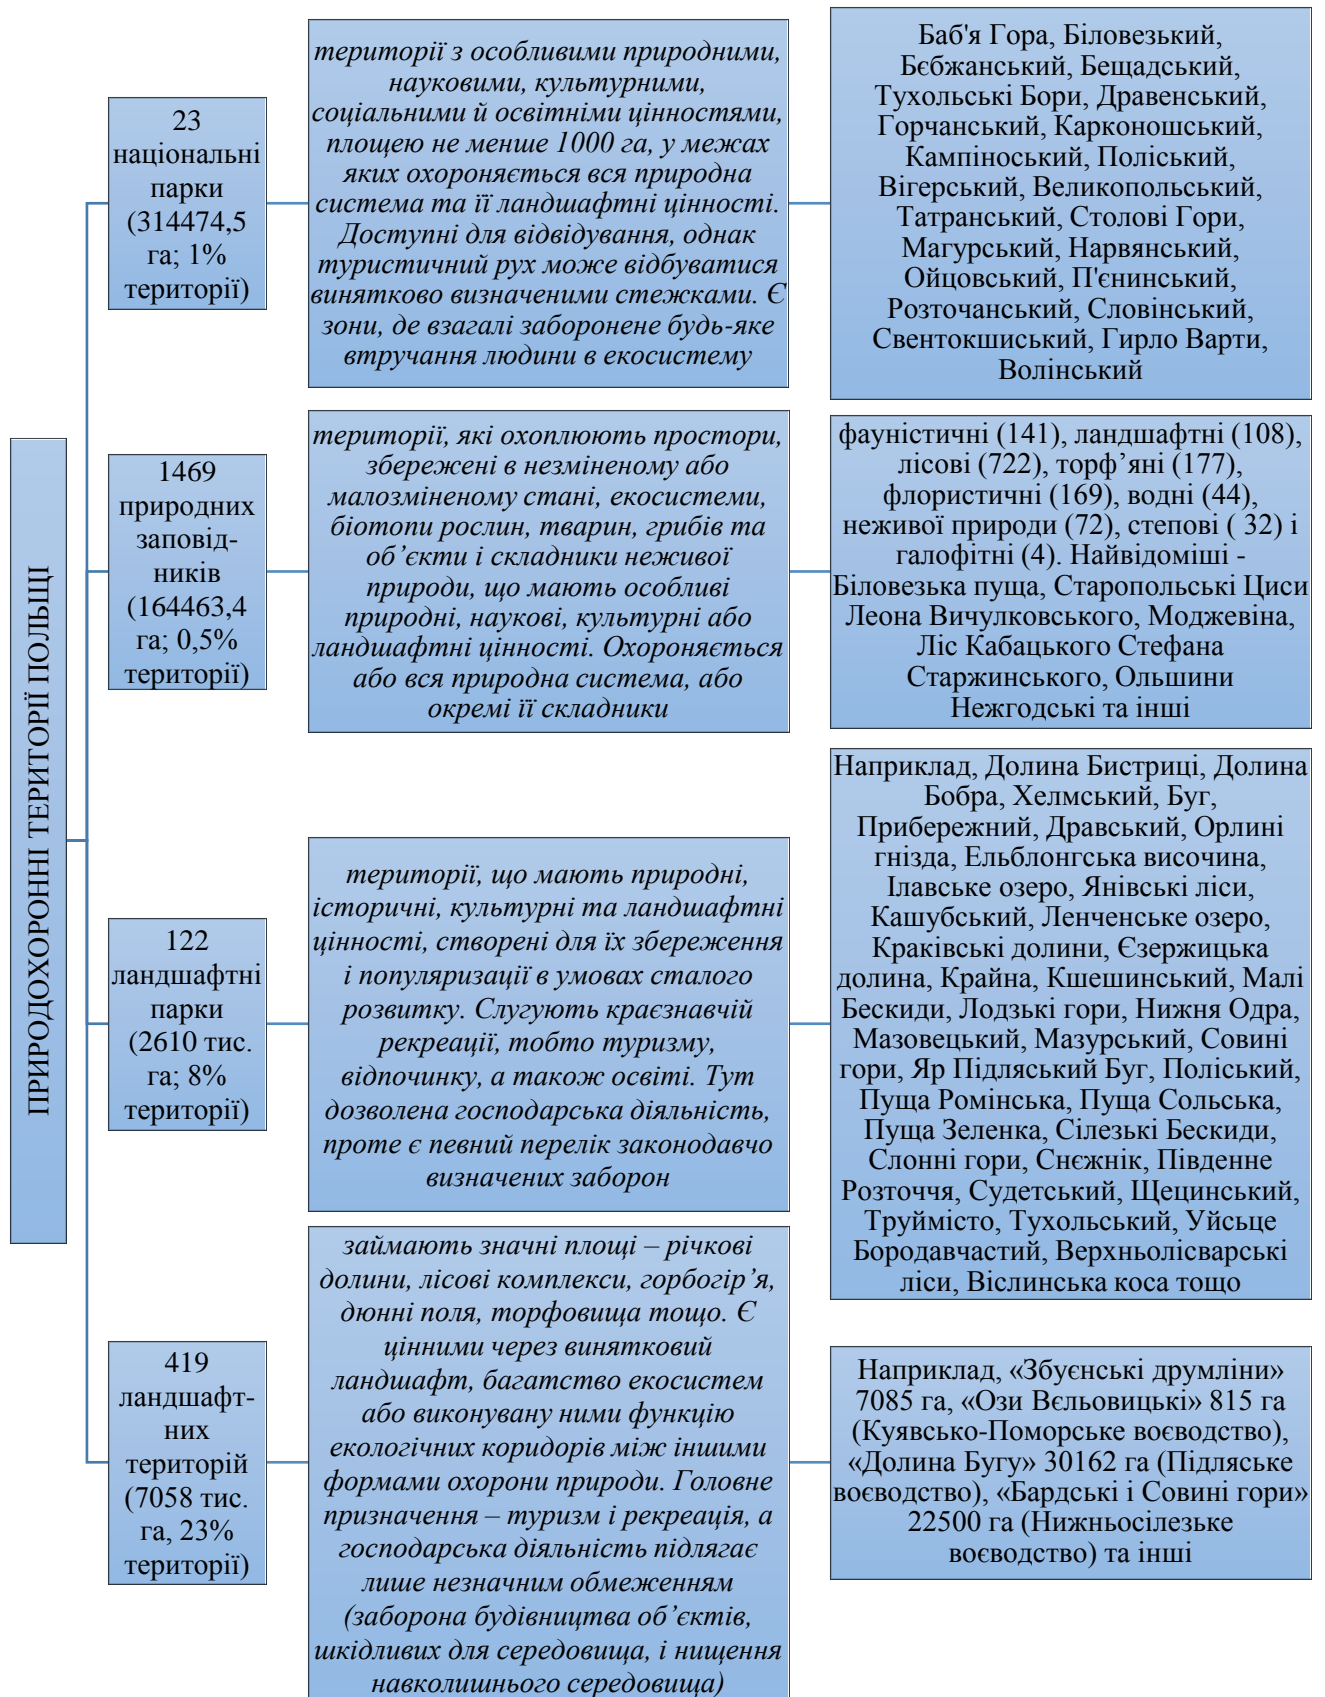 ПРИРОДОХОРОННІ ТЕРИТОРІЇ ПОЛЬЩІ
23
національні
парки
(314474,5
га; 1%
території)
території з особливими природними,
науковими, культурними,
соціальними й освітніми цінностями,
площею не менше 1000 га, у межах
яких охороняється вся природна
система та її ландшафтні цінності.
Доступні для відвідування, однак
туристичний рух може відбуватися
винятково визначеними стежками. Є
зони, де взагалі заборонене будь-яке
втручання людини в екосистему
Баб'я Гора, Біловезький,
Бєбжанський, Бещадський,
Тухольські Бори, Дравенський,
Горчанський, Карконошський,
Кампіноський, Поліський,
Вігерський, Великопольський,
Татранський, Столові Гори,
Магурський, Нарвянський,
Ойцовський, П'єнинський,
Розточанський, Словінський,
Свентокшиський, Гирло Варти,
Волінський
1469
природних
заповід-
ників
(164463,4
га; 0,5%
території)
території, які охоплюють простори,
збережені в незміненому або
малозміненому стані, екосистеми,
біотопи рослин, тварин, грибів та
об’єкти і складники неживої
природи, що мають особливі
природні, наукові, культурні або
ландшафтні цінності. Охороняється
або вся природна система, або
окремі її складники
фауністичні (141), ландшафтні (108),
лісові (722), торф’яні (177),
флористичні (169), водні (44),
неживої природи (72), степові ( 32) і
галофітні (4). Найвідоміші -
Біловезька пуща, Старопольські Циси
Леона Вичулковського, Моджевіна,
Ліс Кабацького Стефана
Старжинського, Ольшини
Нежгодські та інші
122
ландшафтні
парки
(2610 тис.
га; 8%
території)
території, що мають природні,
історичні, культурні та ландшафтні
цінності, створені для їх збереження
і популяризації в умовах сталого
розвитку. Слугують краєзнавчій
рекреації, тобто туризму,
відпочинку, а також освіті. Тут
дозволена господарська діяльність,
проте є певний перелік законодавчо
визначених заборон
Наприклад, Долина Бистриці, Долина
Бобра, Хелмський, Буг,
Прибережний, Дравський, Орлині
гнізда, Ельблонгська височина,
Ілавське озеро, Янівські ліси,
Кашубський, Ленченське озеро,
Краківські долини, Єзержицька
долина, Крайна, Кшешинський, Малі
Бескиди, Лодзькі гори, Нижня Одра,
Мазовецький, Мазурський, Совині
гори, Яр Підляський Буг, Поліський,
Пуща Ромінська, Пуща Сольська,
Пуща Зеленка, Сілезькі Бескиди,
Слонні гори, Снєжнік, Південне
Розточчя, Судетський, Щецинський,
Труймісто, Тухольський, Уйсьце
Бородавчастий, Верхньолісварські
ліси, Віслинська коса тощо
419
ландшафт-
них
територій
(7058 тис.
га, 23%
території)
займають значні площі – річкові
долини, лісові комплекси, горбогір’я,
дюнні поля, торфовища тощо. Є
цінними через винятковий
ландшафт, багатство екосистем
або виконувану ними функцію
екологічних коридорів між іншими
формами охорони природи. Головне
призначення – туризм і рекреація, а
господарська діяльність підлягає
лише незначним обмеженням
(заборона будівництва об’єктів,
шкідливих для середовища, і нищення
навколишнього середовища)
Наприклад, «Збуєнські друмліни»
7085 га, «Ози Вєльовицькі» 815 га
(Куявсько-Поморське воєводство),
«Долина Бугу» 30162 га (Підляське
воєводство), «Бардські і Совині гори»
22500 га (Нижньосілезьке
воєводство) та інші